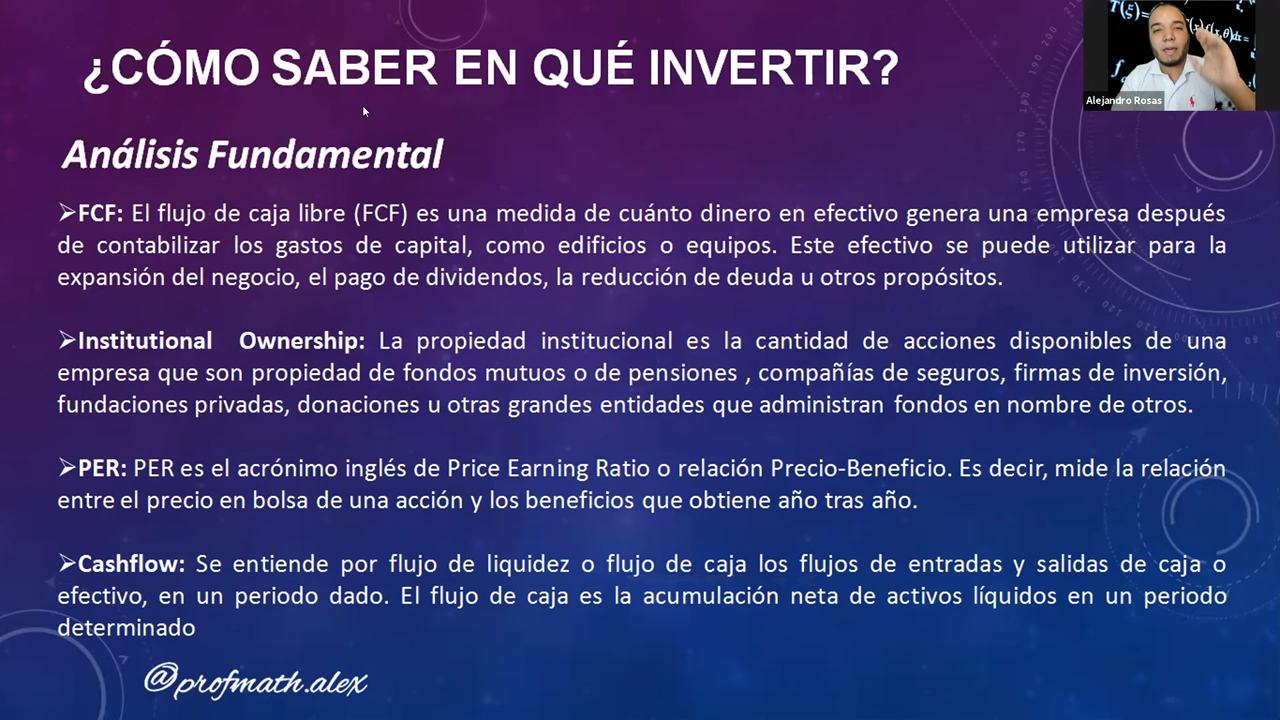 ¿CÓMO SABER EN QUÉ INVERTIR?
Alejandro Rosas
Análisis Fundamental
➢FCF: El flujo de caja libre (FCF) es una medida de cuánto dinero en efectivo genera una empresa después
de contabilizar los gastos de capital, como edificios o equipos. Este efectivo se puede utilizar para la
expansión del negocio, el pago de dividendos, la reducción de deuda u otros propósitos.
➢Institutional Ownership: La propiedad institucional es la cantidad de acciones disponibles de una
empresa que son propiedad de fondos mutuos o de pensiones , compañías de seguros, firmas de inversión,
fundaciones privadas, donaciones u otras grandes entidades que administran fondos en nombre de otros.
➢PER: PER es el acrónimo inglés de Price Earning Ratio o relación Precio-Beneficio. Es decir, mide la relación
entre el precio en bolsa de una acción y los beneficios que obtiene año tras año.
➢Cashflow: Se entiende por flujo de liquidez o flujo de caja los flujos de entradas y salidas de caja o
efectivo, en un periodo dado. El flujo de caja es la acumulación neta de activos líquidos en un periodo
determinado
@profmath.alex